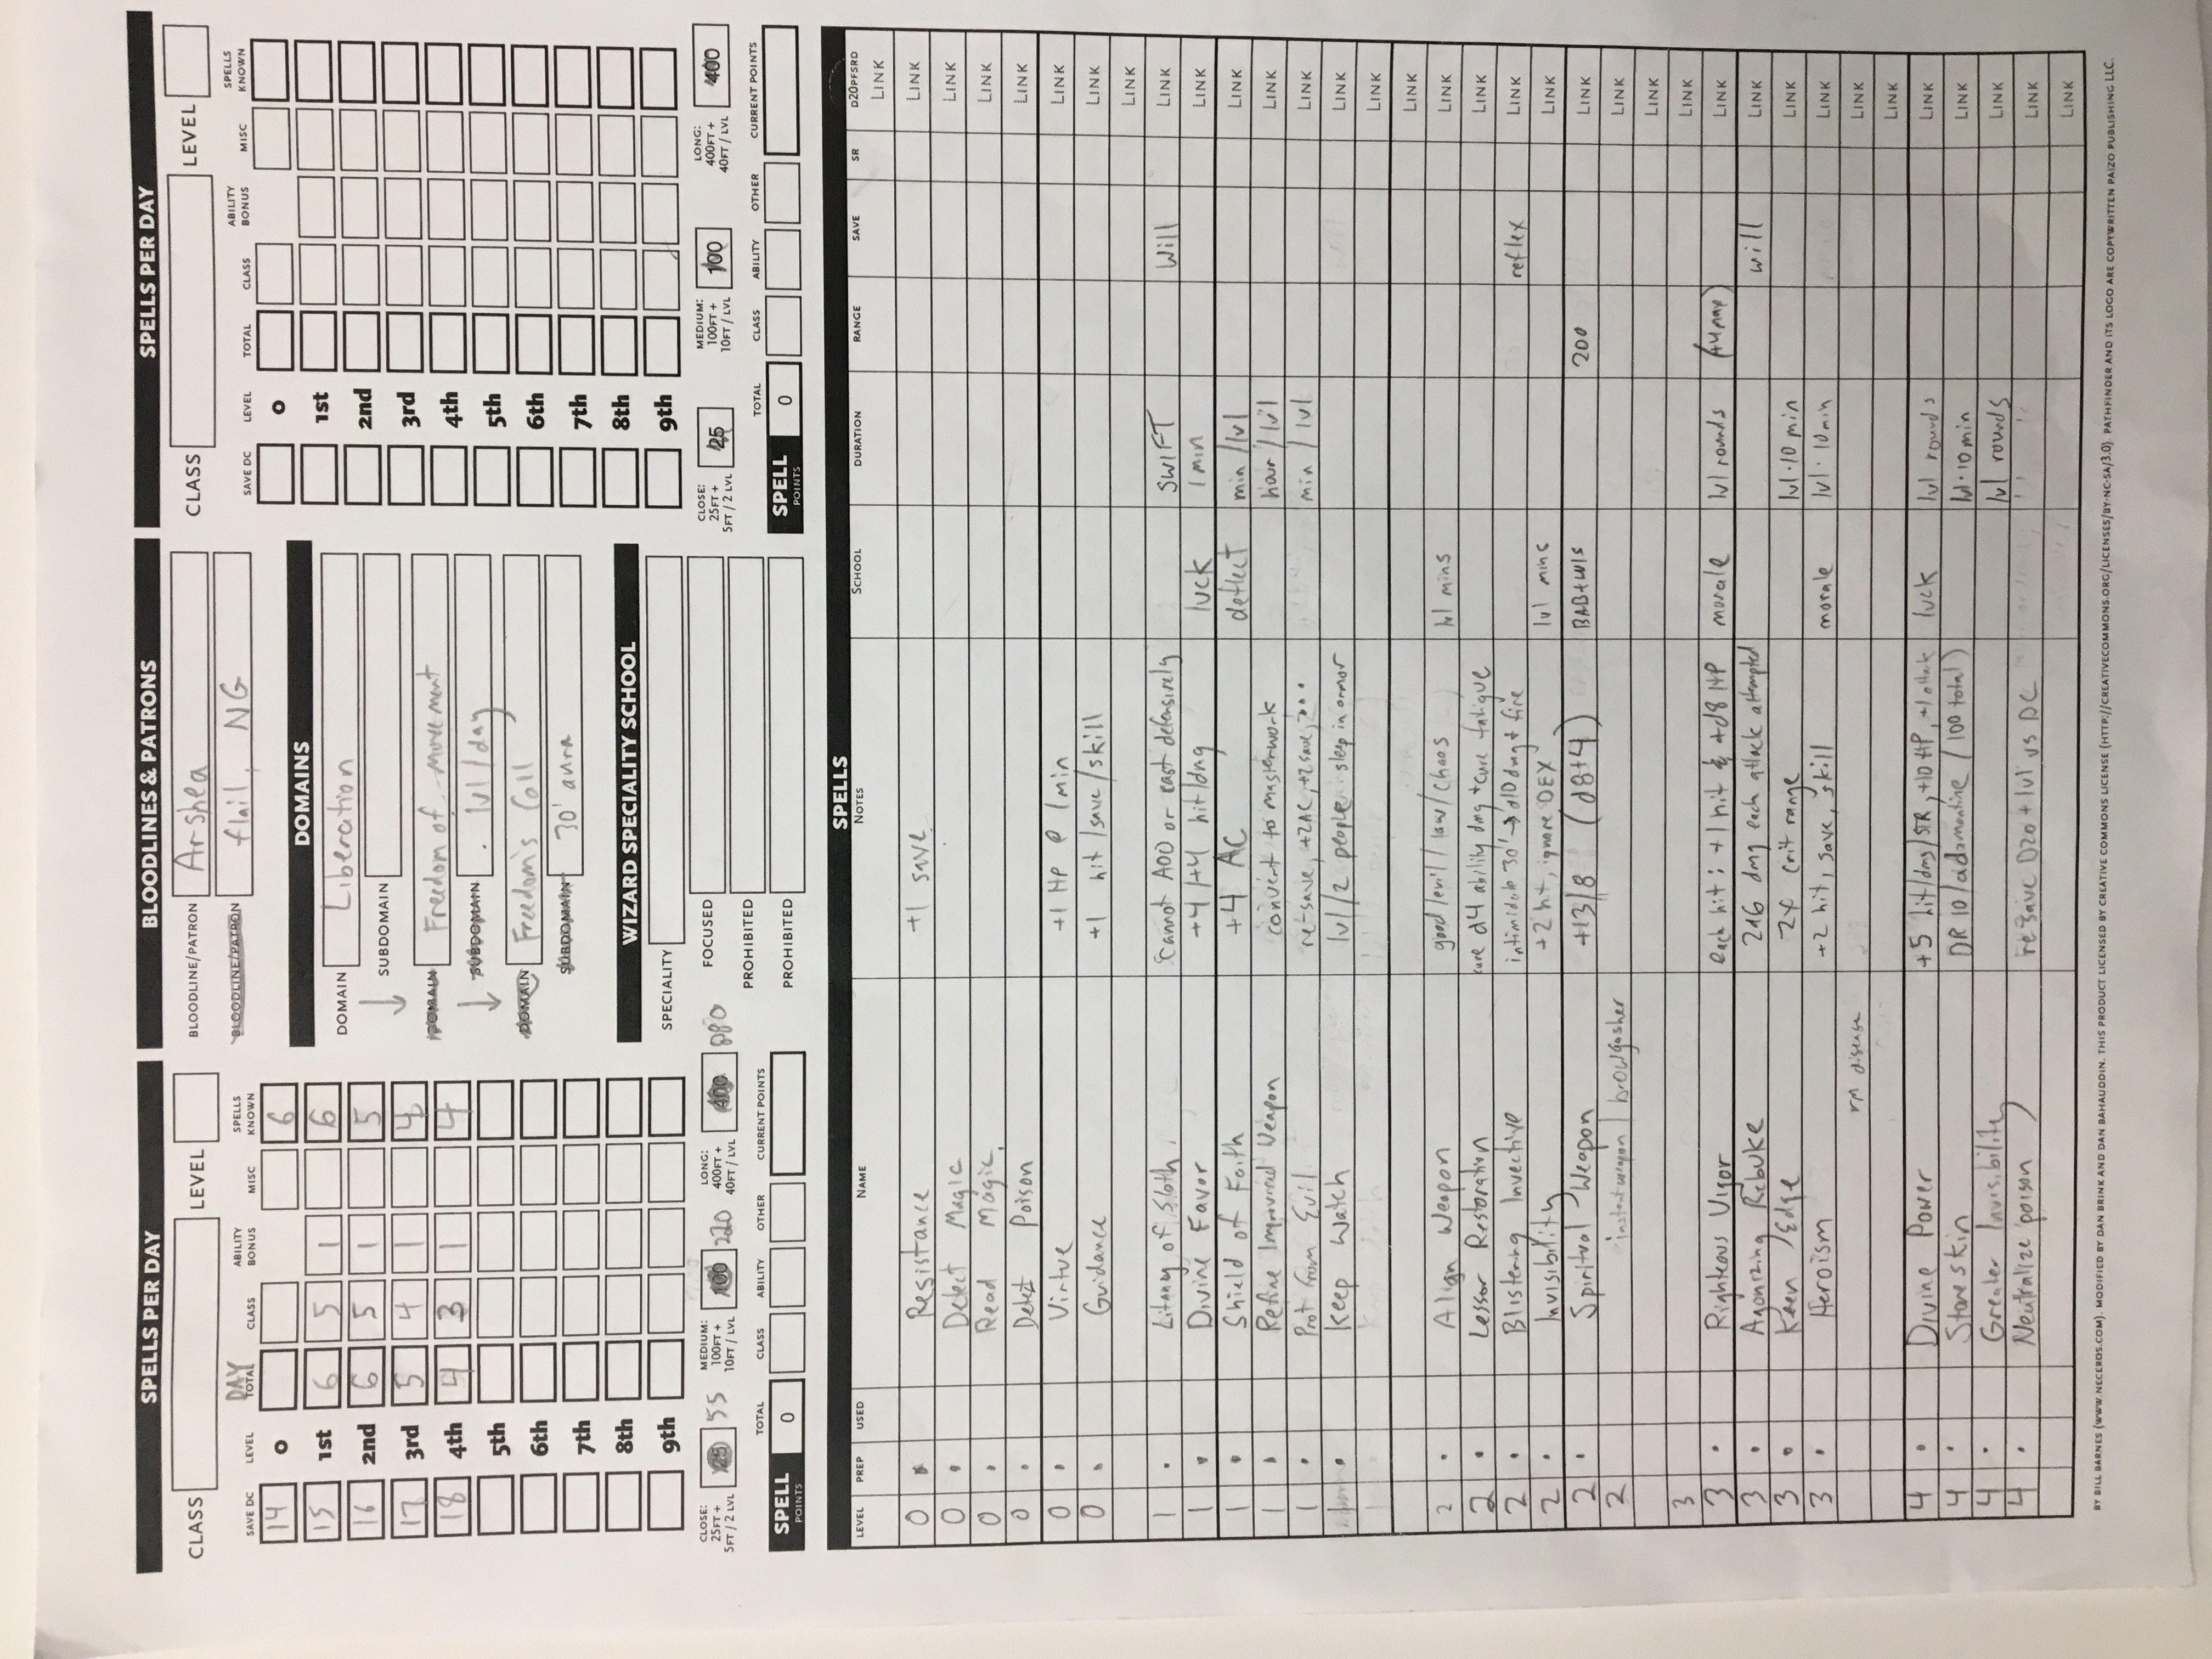 SPELLS PER DAY
CLASS LEVEL
DAY
SAVE DC LEVEL TOTAL CLASS ABILITY BONUS MISC SPELLS KNOWN
14 0 6
15 1st 6 5 1 6
16 2nd 6 5 1 5
17 3rd 5 4 1 4
18 4th 4 3 1 4
5th
6th
7th
8th
9th
CLOSE: 25FT + 5FT / 2 LVL 25 55 MEDIUM: 100FT + 10FT / LVL 100 220 LONG: 400FT + 40FT / LVL 400 880
TOTAL CLASS ABILITY OTHER CURRENT POINTS
SPELL POINTS 0
BLOODLINES & PATRONS
BLOODLINE/PATRON Arshea
BLOODLINE/PATRON flail, NG
DOMAINS
DOMAIN Liberation
SUBDOMAIN
DOMAIN Freedom of movement
SUBDOMAIN lvl/day
DOMAIN Freedom's Call
SUBDOMAIN 30' aura
WIZARD SPECIALITY SCHOOL
SPECIALITY
FOCUSED
PROHIBITED
PROHIBITED
SPELLS PER DAY
CLASS LEVEL
SAVE DC LEVEL TOTAL CLASS ABILITY BONUS MISC SPELLS KNOWN
0
1st
2nd
3rd
4th
5th
6th
7th
8th
9th
CLOSE: 25FT + 5FT / 2 LVL 25 MEDIUM: 100FT + 10FT / LVL 100 LONG: 400FT + 40FT / LVL 400
TOTAL CLASS ABILITY OTHER CURRENT POINTS
SPELL POINTS 0
SPELLS
LEVEL PREP USED NAME NOTES SCHOOL DURATION RANGE SAVE SR D20PFSRD
LINK
0 Resistance +1 save LINK
0 Detect Magic LINK
0 Read Magic LINK
0 Detect Poison LINK
0 Virtue +1 HP @ 1min LINK
0 Guidance +1 hit/save/skill LINK
LINK
1 Litany of Sloth cannot AOO or cast defensively SWIFT Will LINK
1 Divine Favor +4/+4 hit/dmg luck 1min LINK
1 Shield of Faith +4 AC deflect min/lvl LINK
1 Refine Improvised Weapon convert to masterwork hour/lvl LINK
1 Prot from Evil re-save, +2AC, +2save, ... min/lvl LINK
1 Keep Watch lvl/2 people sleep in armor LINK
LINK
LINK
2 Align Weapon good/evil/law/chaos lvl mins LINK
2 Lessor Restoration cure d4 ability dmg +cure fatigue LINK
2 Blistering Invective intimidate 30' → d10 dmg + fire reflex LINK
2 Invisibility +2 hit, ignore DEX lvl mins LINK
2 Spiritual Weapon +13/8 (d8+4) BAB+WIS 200 LINK
2 instant weapon / browgasher LINK
LINK
3 LINK
3 Righteous Vigor each hit: +1 hit & +d8 HP morale lvl rounds (+4 max) LINK
3 Agonizing Rebuke 2d6 dmg each attack attempted will LINK
3 Keen Edge 2x crit range lvl·10 min LINK
3 Heroism +2 hit, save, skill morale lvl·10min LINK
rm disease LINK
LINK
4 Divine Power +5 hit/dmg/STR, +10 HP, +1 attack luck lvl rounds LINK
4 Stoneskin DR 10/adamantine (100 total) lvl·10 min LINK
4 Greater Invisibility lvl rounds LINK
4 Neutralize poison re save D20 + lvl vs DC LINK
LINK
BY BILL BARNES (WWW.NECEROS.COM). MODIFIED BY DAN BRINK AND DAN BAHAUDDIN. THIS PRODUCT LICENSED BY CREATIVE COMMONS LICENSE (HTTP://CREATIVECOMMONS.ORG/LICENSES/BY-NC-SA/3.0). PATHFINDER AND ITS LOGO ARE COPYWRITTEN PAIZO PUBLISHING LLC.